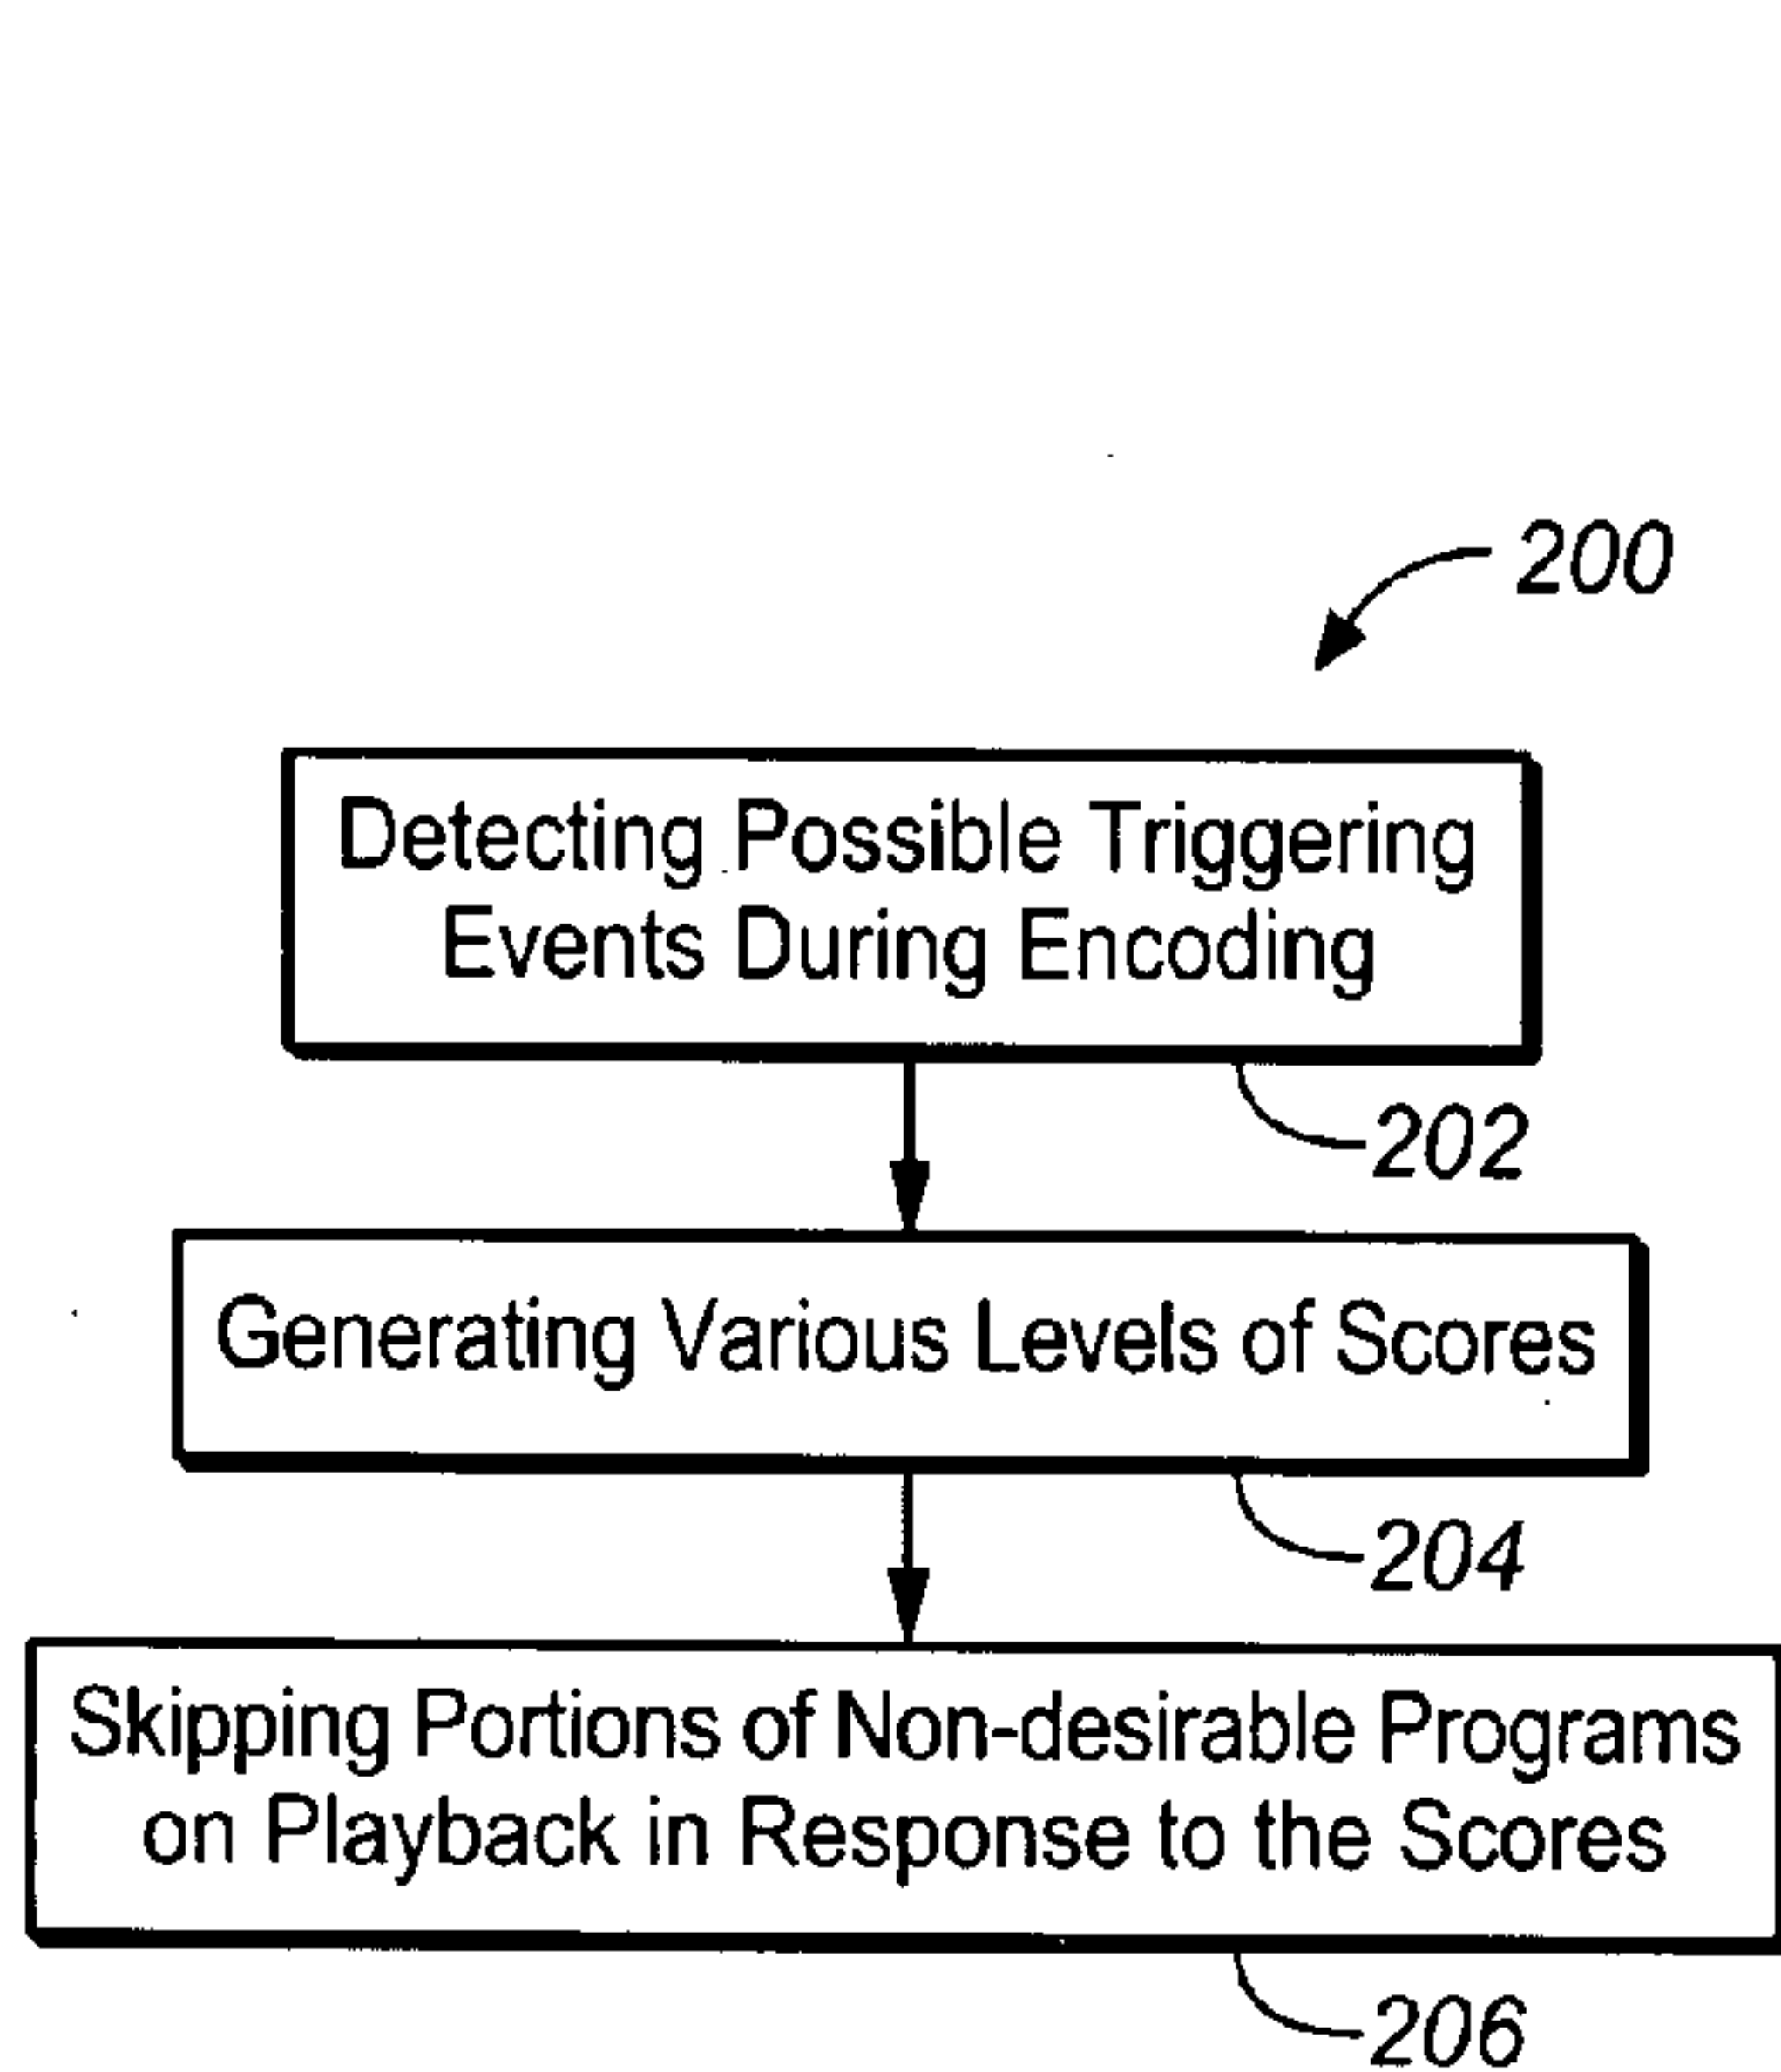 200
Detecting Possible Triggering
Events During Encoding
202
Generating Various Levels of Scores
204
Skipping Portions of Non-desirable Programs
on Playback in Response to the Scores
206